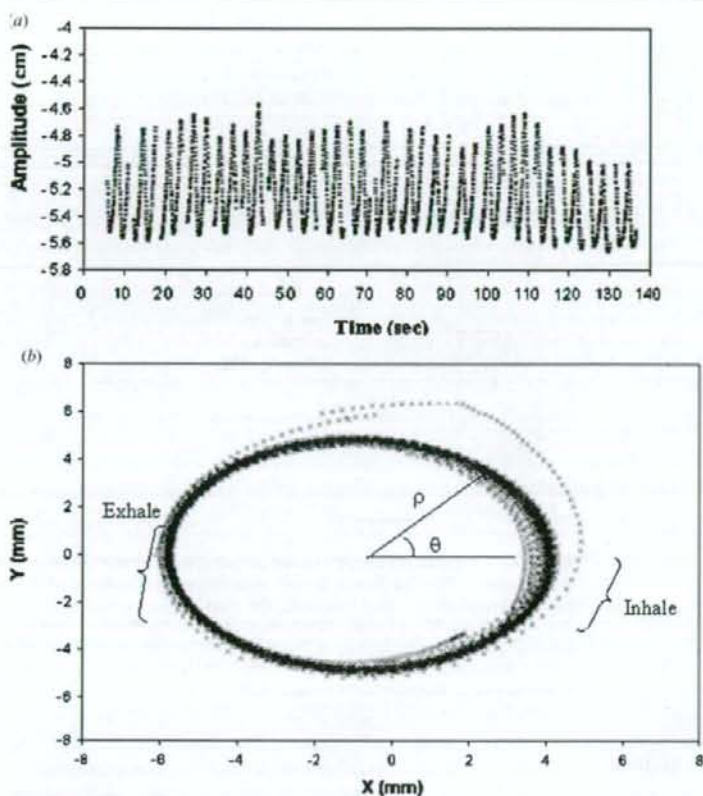 (a)
Amplitude (cm)
-4
-4.2
-4.4
-4.6
-4.8
-5
-5.2
-5.4
-5.6
-5.8
0 10 20 30 40 50 60 70 80 90 100 110 120 130 140
Time (sec)
(b)
Y (mm)
8
6
4
2
0
-2
-4
-6
-8
Exhale
ρ
θ
Inhale
-8 -6 -4 -2 0 2 4 6 8
X (mm)